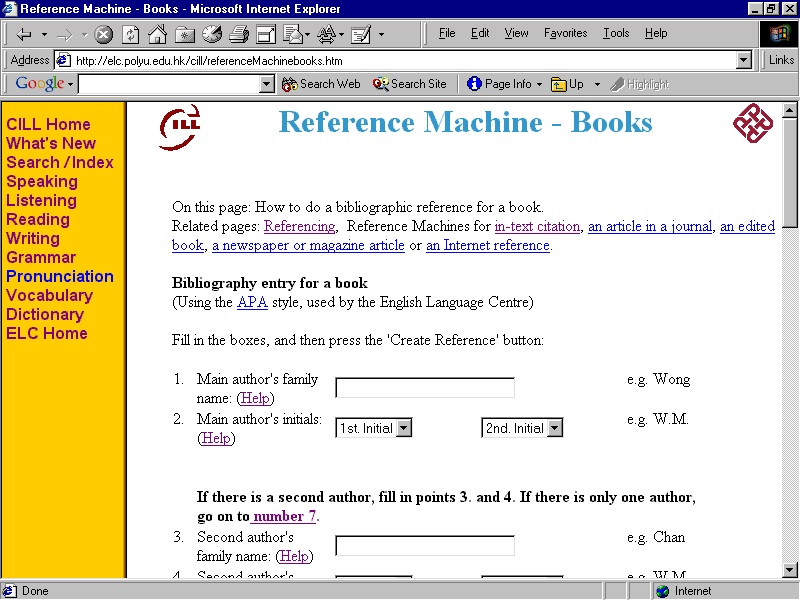 Reference Machine - Books - Microsoft Internet Explorer
File Edit View Favorites Tools Help
Address http://elc.polyu.edu.hk/cill/referenceMachinebooks.htm Links
Google Search Web Search Site Page Info Up Highlight
CILL Home
What's New
Search / Index
Speaking
Listening
Reading
Writing
Grammar
Pronunciation
Vocabulary
Dictionary
ELC Home
CILL
Reference Machine - Books
On this page: How to do a bibliographic reference for a book.
Related pages: Referencing, Reference Machines for in-text citation, an article in a journal, an edited
book, a newspaper or magazine article or an Internet reference.
Bibliography entry for a book
(Using the APA style, used by the English Language Centre)
Fill in the boxes, and then press the 'Create Reference' button:
1. Main author's family e.g. Wong
name: (Help)
2. Main author's initials: 1st. Initial 2nd. Initial e.g. W.M.
(Help)
If there is a second author, fill in points 3. and 4. If there is only one author,
go on to number 7.
3. Second author's e.g. Chan
family name: (Help)
4. Second author's e.g. W.M.
Done Internet